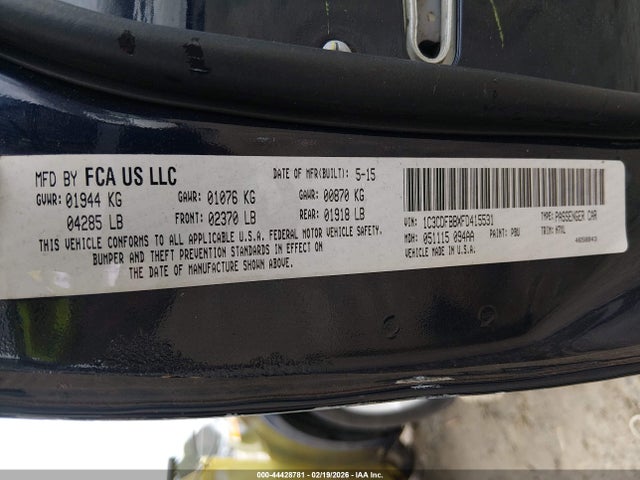 MFD BY FCA US LLC
DATE OF MFR(BUILT): 5-15
GVWR: 01944 KG GAWR: 01076 KG GAWR: 00870 KG
04285 LB FRONT: 02370 LB REAR: 01918 LB
THIS VEHICLE CONFORMS TO ALL APPLICABLE U.S.A. FEDERAL MOTOR VEHICLE SAFETY,
BUMPER AND THEFT PREVENTION STANDARDS IN EFFECT ON
THE DATE OF MANUFACTURE SHOWN ABOVE.
VIN: 1C3CDFBBXFD415531 TYPE: PASSENGER CAR
MDH: 051115 094AA PAINT: PBU TRIM:
VEHICLE MADE IN U.S.A.
000-44428781 - 02/19/2026 - IAA Inc.